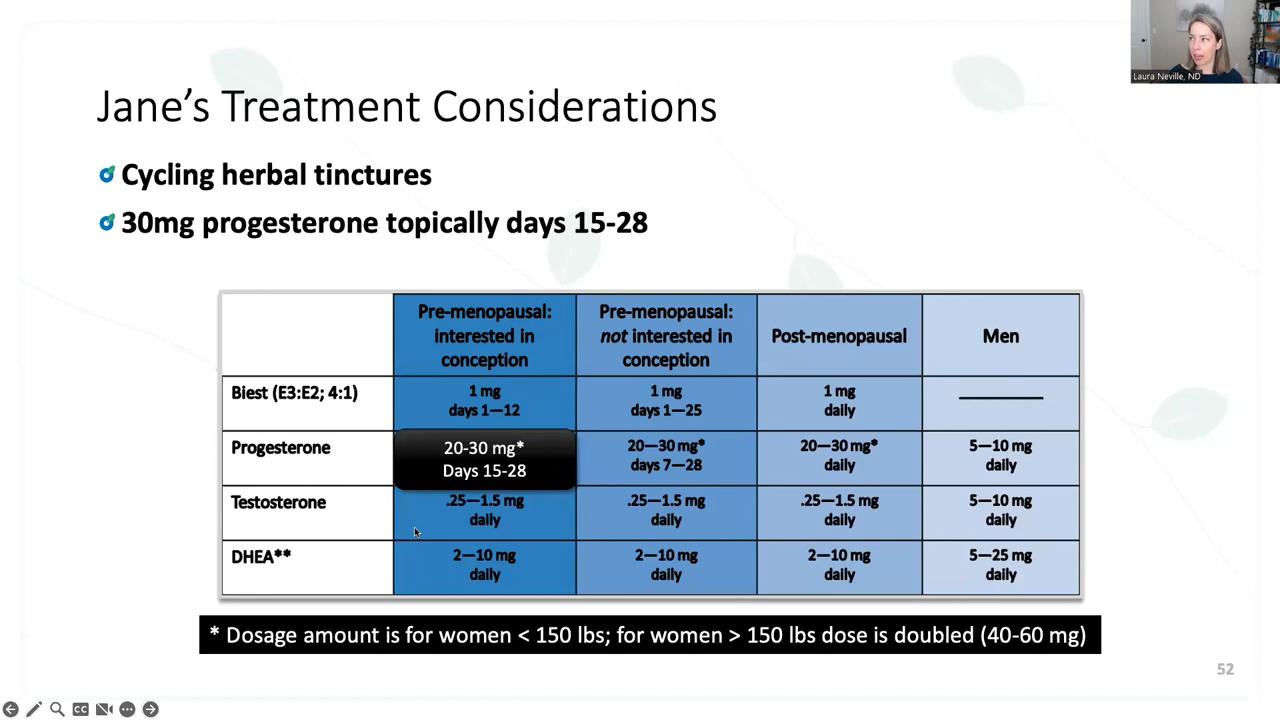 Laura Neville, ND
Jane’s Treatment Considerations
Cycling herbal tinctures
30mg progesterone topically days 15-28
Pre-menopausal: interested in conception
Pre-menopausal: not interested in conception
Post-menopausal
Men
Biest (E3:E2; 4:1)
1 mg days 1—12
1 mg days 1—25
1 mg daily
Progesterone
20-30 mg* Days 15-28
20—30 mg* days 7—28
20—30 mg* daily
5—10 mg daily
Testosterone
.25—1.5 mg daily
.25—1.5 mg daily
.25—1.5 mg daily
5—10 mg daily
DHEA**
2—10 mg daily
2—10 mg daily
2—10 mg daily
5—25 mg daily
* Dosage amount is for women < 150 lbs; for women > 150 lbs dose is doubled (40-60 mg)
52
CC